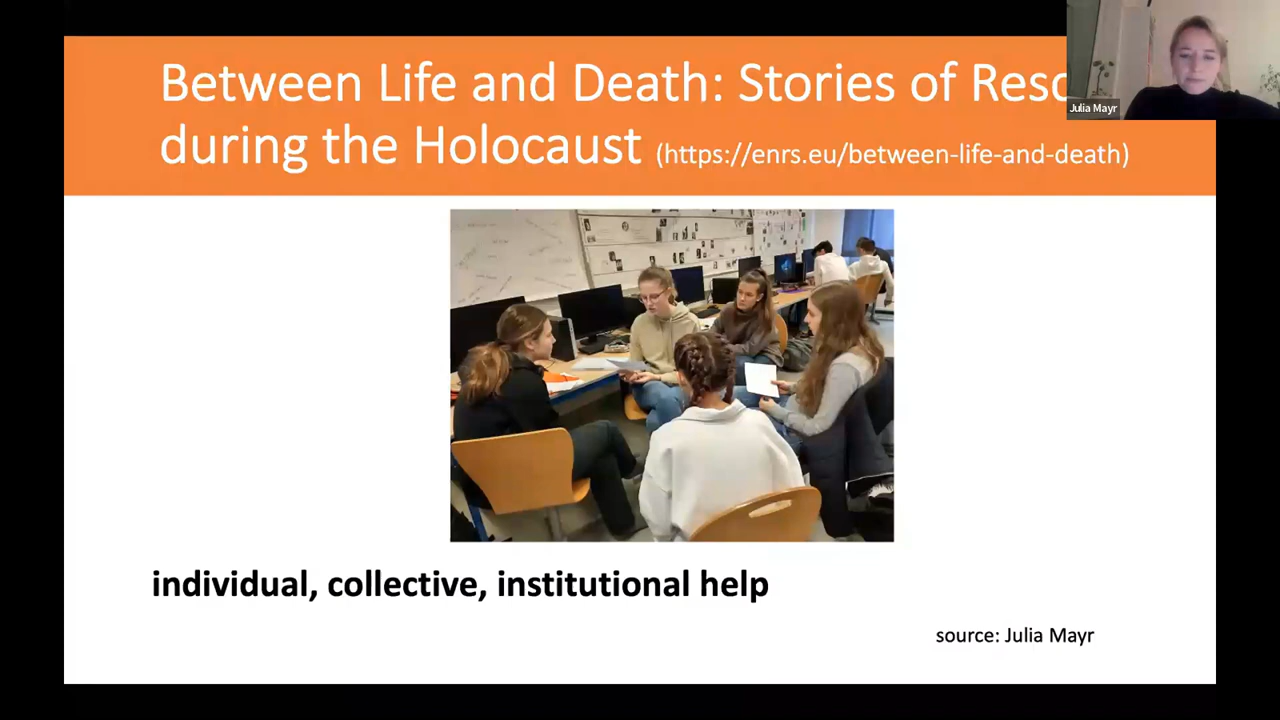 Between Life and Death: Stories of
during the Holocaust (https://enrs.eu/between-life-and-death)
Julia Mayr
individual, collective, institutional help
source: Julia Mayr